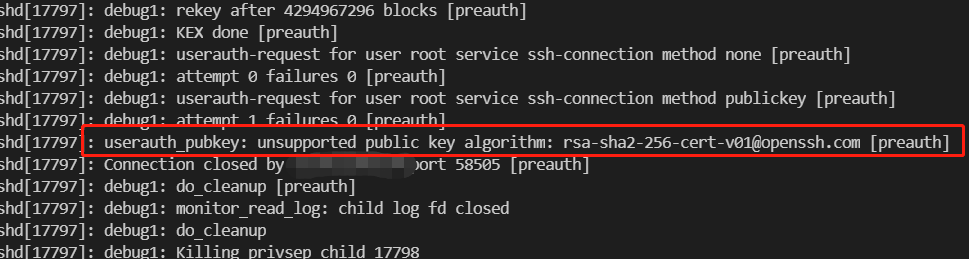 shd[17797]: debug1: rekey after 4294967296 blocks [preauth]
shd[17797]: debug1: KEX done [preauth]
shd[17797]: debug1: userauth-request for user root service ssh-connection method none [preauth]
shd[17797]: debug1: attempt 0 failures 0 [preauth]
shd[17797]: debug1: userauth-request for user root service ssh-connection method publickey [preauth]
shd[17797]: debug1: attempt 1 failures 0 [preauth]
shd[17797]: userauth_pubkey: unsupported public key algorithm: rsa-sha2-256-cert-v01@openssh.com [preauth]
shd[17797]: Connection closed by ort 58505 [preauth]
shd[17797]: debug1: do_cleanup [preauth]
shd[17797]: debug1: monitor_read_log: child log fd closed
shd[17797]: debug1: do_cleanup
shd[17797]: debug1: Killing privsep child 17798